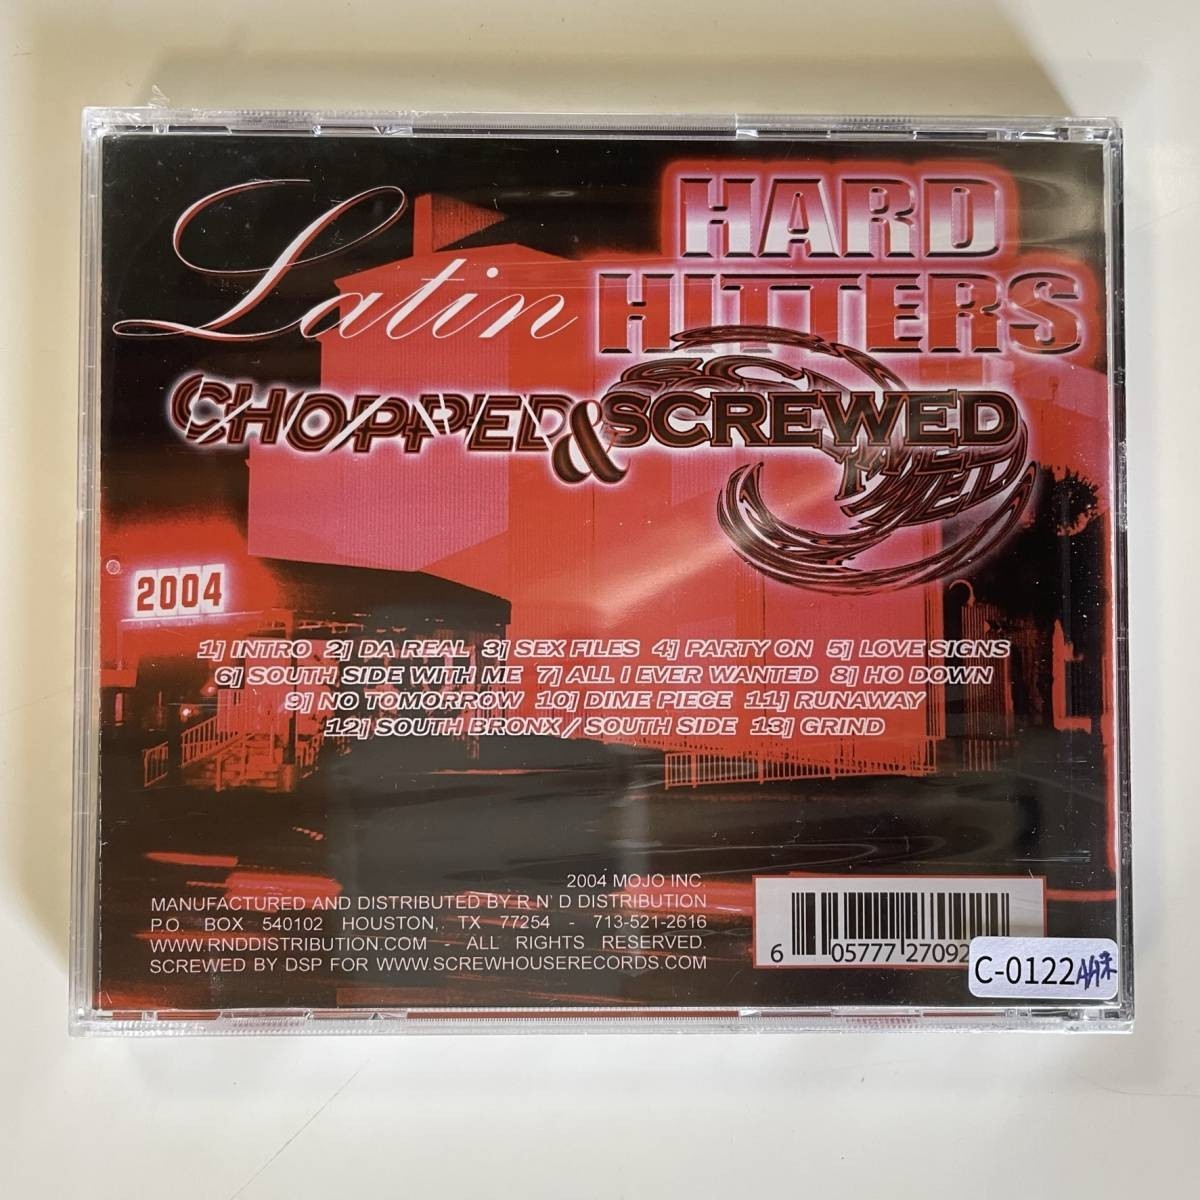 Latin HARD
HITTERS
CHOPPED & SCREWED
2004
1] INTRO 2] DA REAL 3] SEX FILES 4] PARTY ON 5] LOVE SIGNS
6] SOUTH SIDE WITH ME 7] ALL I EVER WANTED 8] HO DOWN
9] NO TOMORROW 10] DIME PIECE 11] RUNAWAY
12] SOUTH BRONX / SOUTH SIDE 13] GRIND
2004 MOJO INC.
MANUFACTURED AND DISTRIBUTED BY R N' D DISTRIBUTION
P.O. BOX 540102 HOUSTON, TX 77254 - 713-521-2616
WWW.RNDDISTRIBUTION.COM - ALL RIGHTS RESERVED.
SCREWED BY DSP FOR WWW.SCREWHOUSERECORDS.COM
6 05777 27092
C-0122